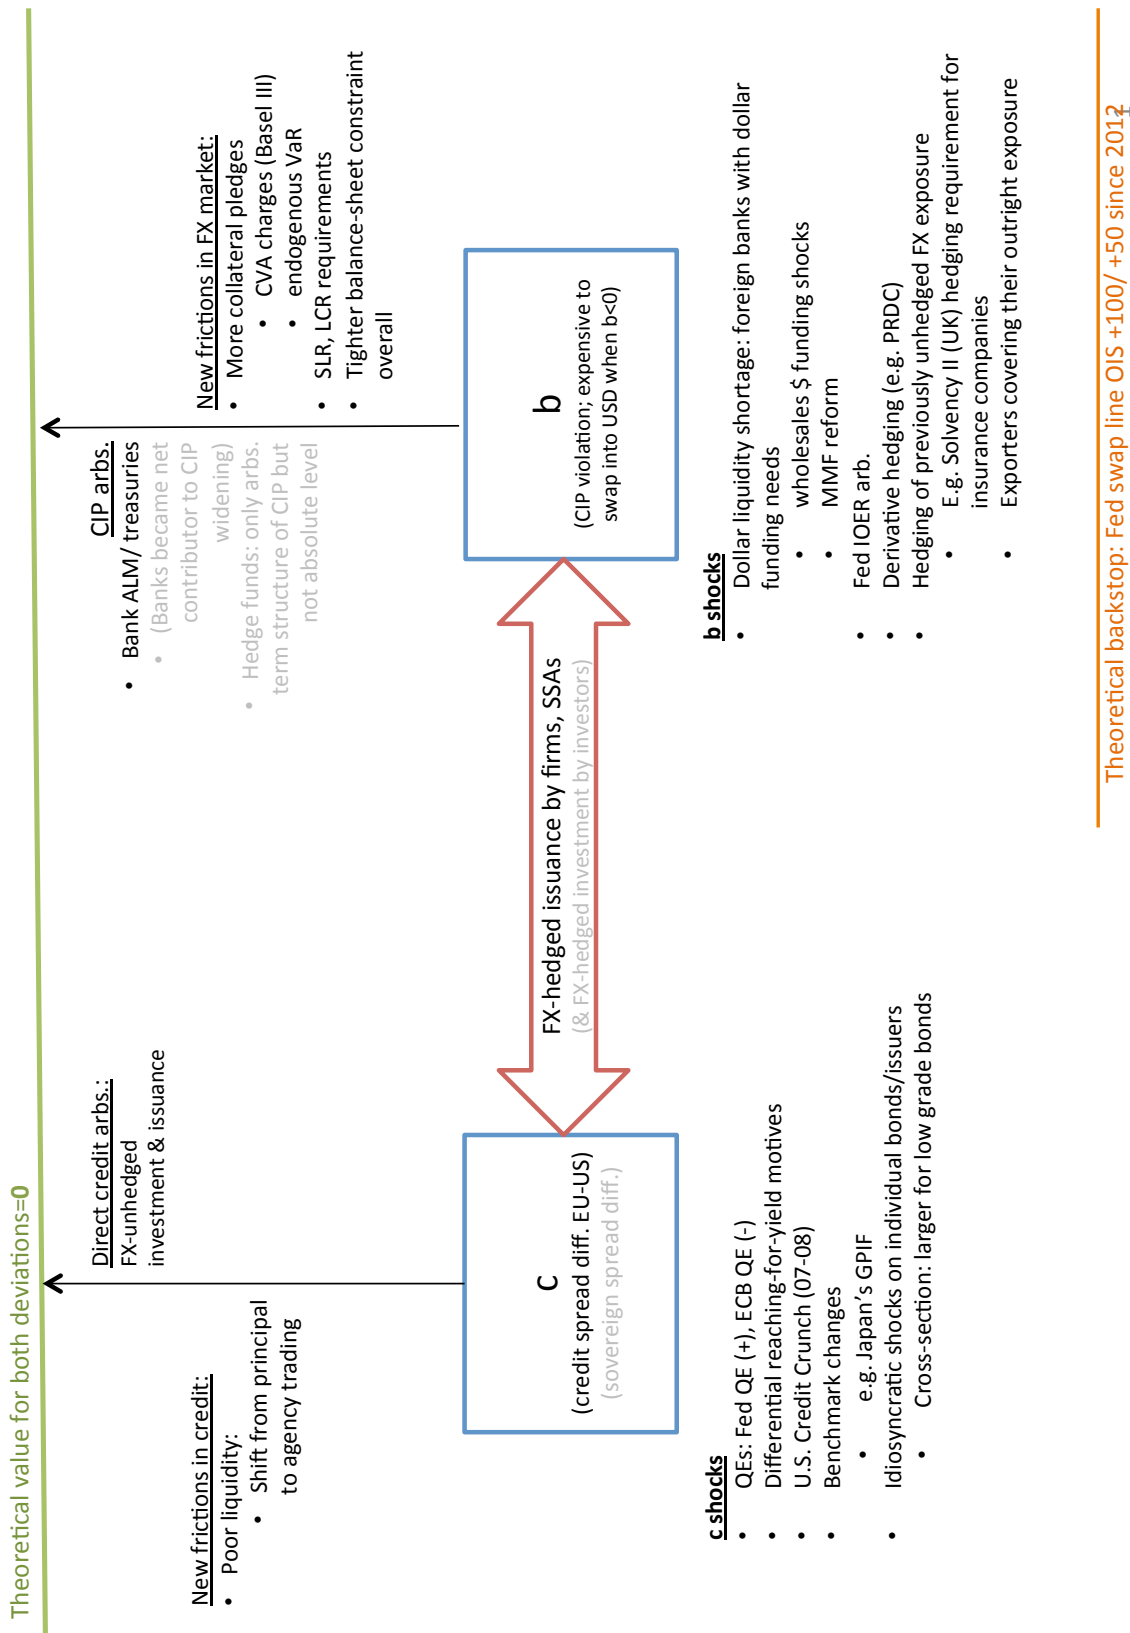 Theoretical value for both deviations=0
Direct credit arbs.:
FX-unhedged
investment & issuance
New frictions in credit:
• Poor liquidity:
• Shift from principal
to agency trading
CIP arbs.
• Bank ALM/ treasuries
• (Banks became net
contributor to CIP
widening)
• Hedge funds: only arbs.
term structure of CIP but
not absolute level
New frictions in FX market:
• More collateral pledges
• CVA charges (Basel III)
• endogenous VaR
• SLR, LCR requirements
• Tighter balance-sheet constraint
overall
c
(credit spread diff. EU-US)
(sovereign spread diff.)
FX-hedged issuance by firms, SSAs
(& FX-hedged investment by investors)
b
(CIP violation; expensive to
swap into USD when b<0)
c shocks
• QEs: Fed QE (+), ECB QE (-)
• Differential reaching-for-yield motives
• U.S. Credit Crunch (07-08)
• Benchmark changes
• e.g. Japan's GPIF
• Idiosyncratic shocks on individual bonds/issuers
• Cross-section: larger for low grade bonds
b shocks
• Dollar liquidity shortage: foreign banks with dollar
funding needs
• wholesales $ funding shocks
• MMF reform
• Fed IOER arb.
• Derivative hedging (e.g. PRDC)
• Hedging of previously unhedged FX exposure
• E.g. Solvency II (UK) hedging requirement for
insurance companies
• Exporters covering their outright exposure
Theoretical backstop: Fed swap line OIS +100/ +50 since 2012
1